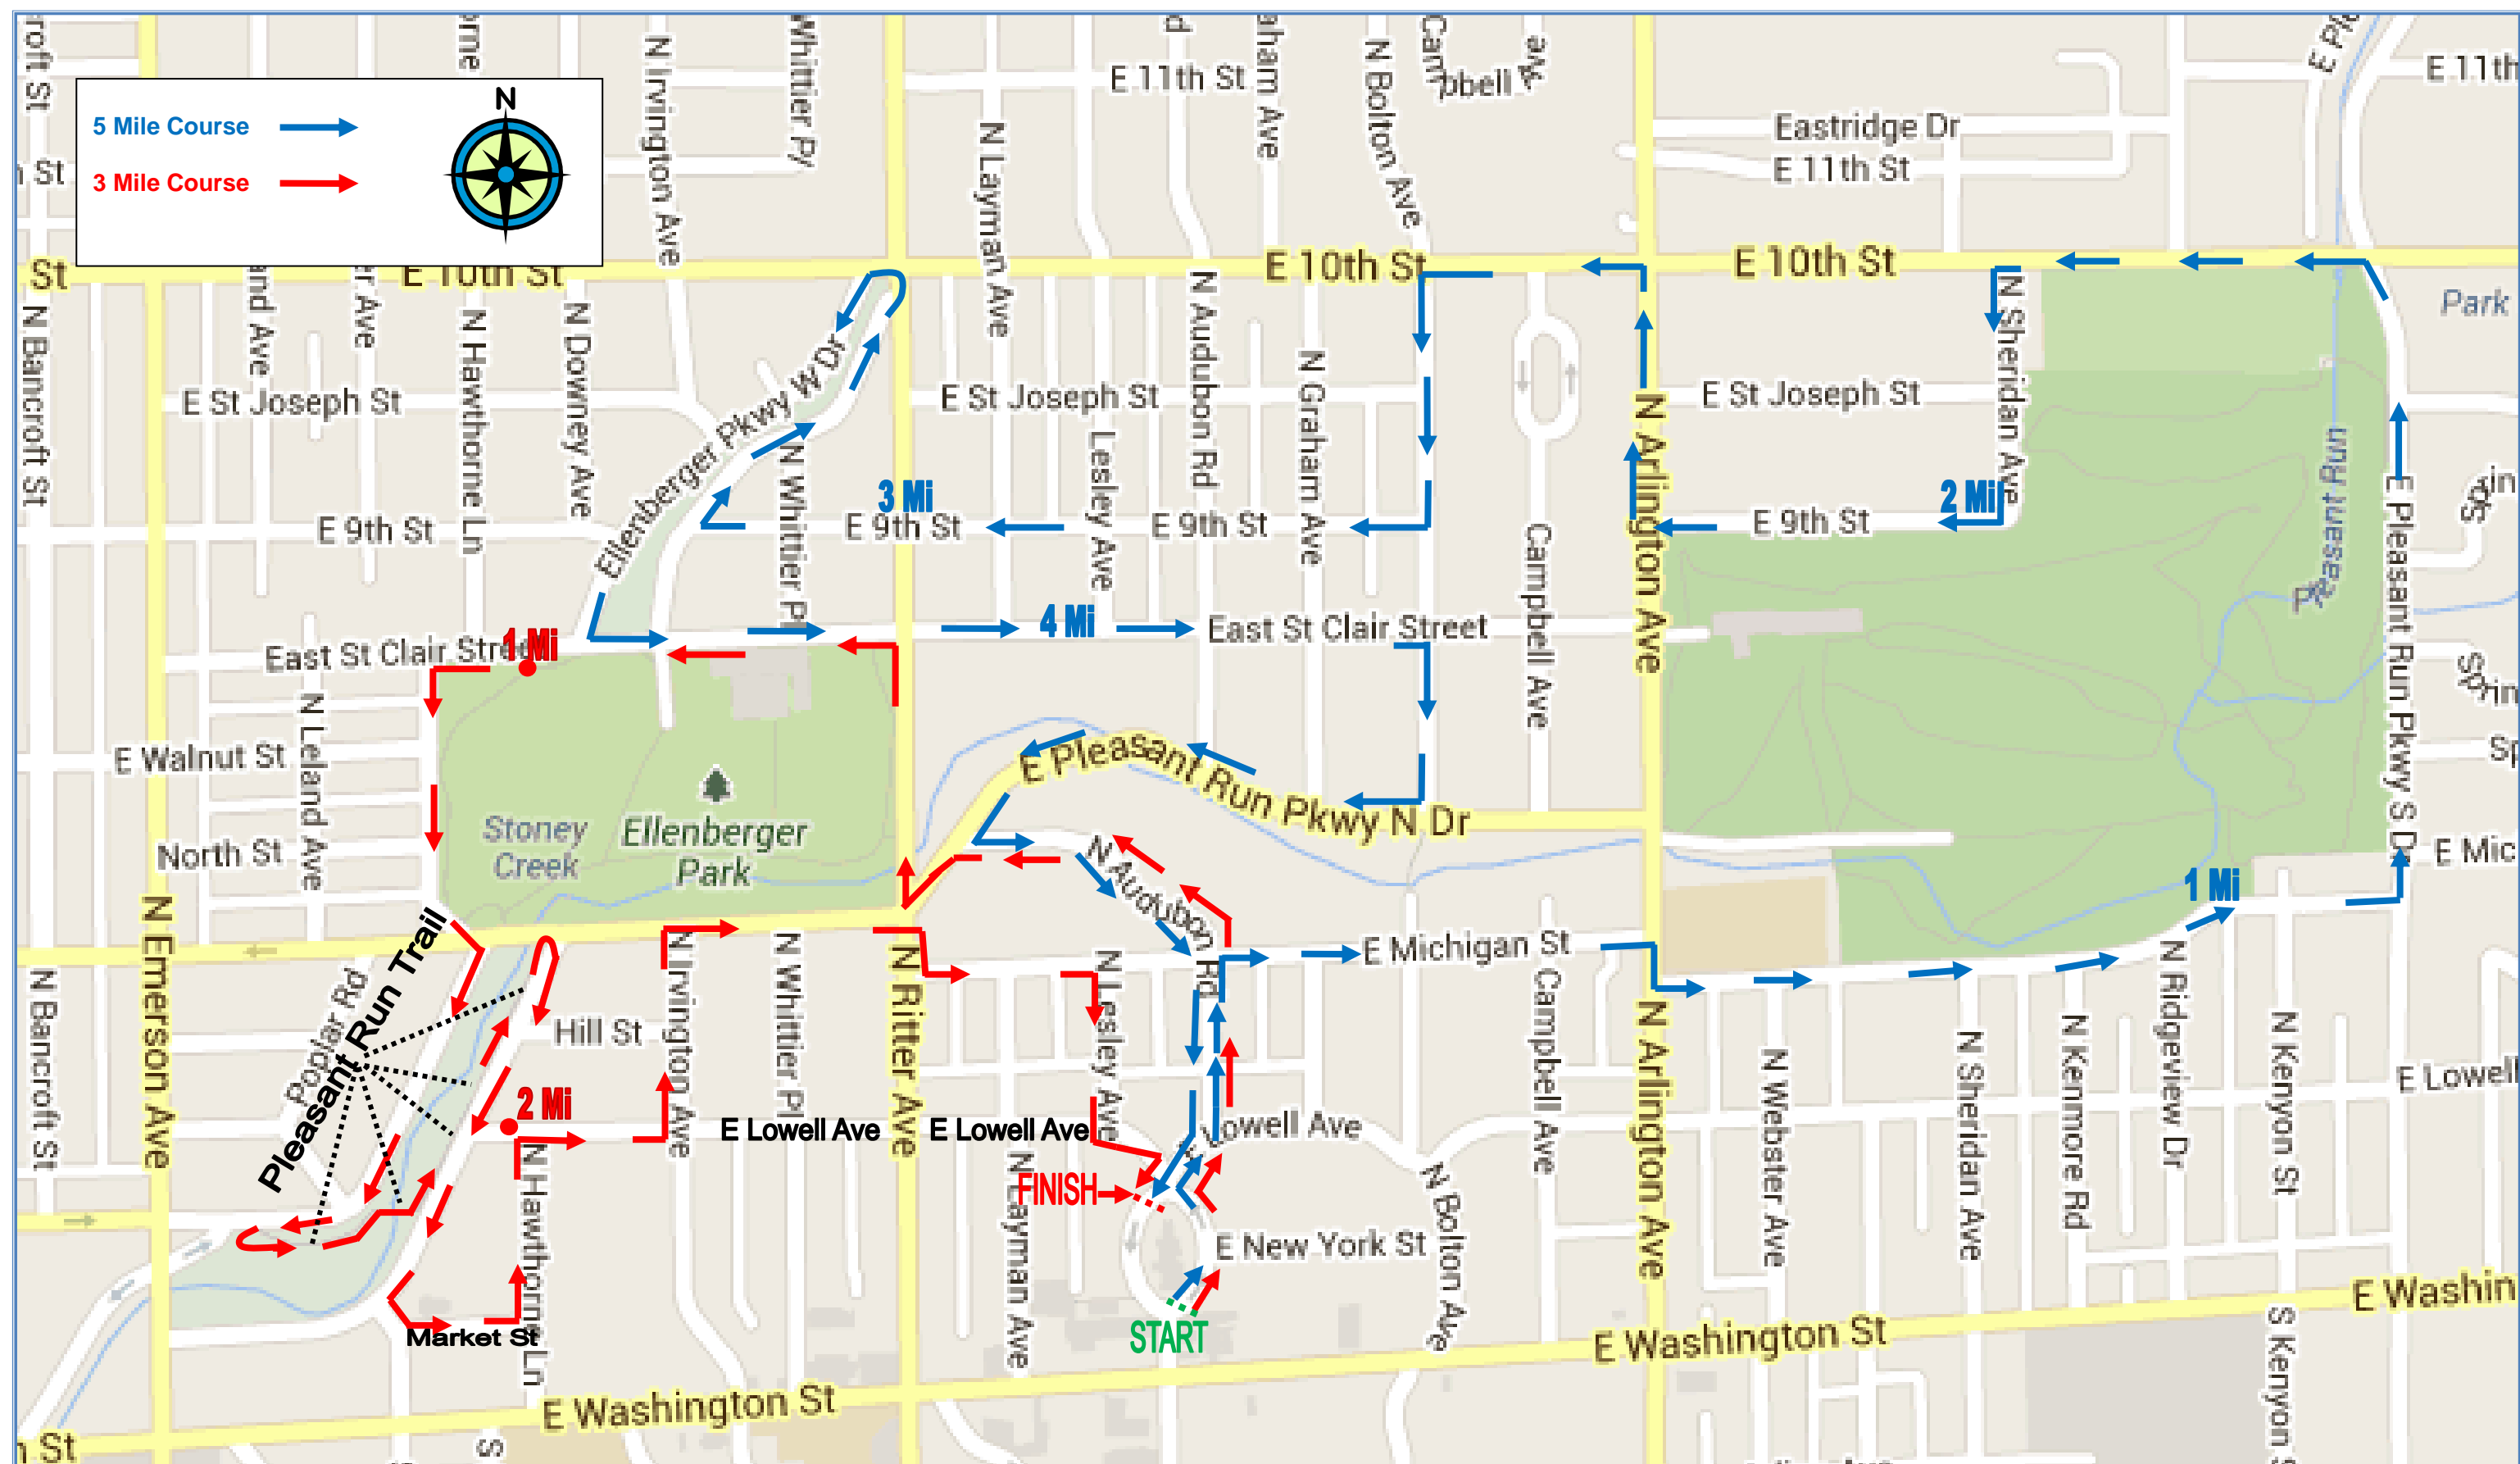 N
5 Mile Course
3 Mile Course
N Irvington Ave
Whittier Pl
E 11th St
N Layman Ave
N Bolton Ave
Eastridge Dr
E 11th St
E 11th
E 10th St
E 10th St
E 10th St
St
N Bancroft St
N Hawthorne Ln
N Downey Ave
E St Joseph St
Ellenberger Pkwy W Dr
N Whittier Pl
E St Joseph St
Lesley Ave
N Audubon Rd
N Graham Ave
Campbell Ave
N Arlington Ave
E St Joseph St
N Sheridan Ave
Park
Pleasant Run
E Pleasant Run Pkwy S D
E 9th St
3 Mi
E 9th St
E 9th St
2 Mi
E 9th St
East St Clair Street
1 Mi
4 Mi
East St Clair Street
E Walnut St
N Leland Ave
North St
Stoney
Creek
Ellenberger
Park
E Pleasant Run Pkwy N Dr
N Audubon Rd
E Mic
1 Mi
N Emerson Ave
N Bancroft St
Poplar Rd
Pleasant Run Trail
Hill St
2 Mi
N Irvington Ave
N Whittier Pl
N Ritter Ave
N Lesley Ave
E Michigan St
Campbell Ave
N Arlington Ave
N Webster Ave
N Sheridan Ave
N Kenmore Rd
N Ridgeview Dr
N Kenyon St
E Lowell
E Lowell Ave
E Lowell Ave
Lowell Ave
N Hawthorne Ln
N Layman Ave
FINISH
E New York St
N Bolton Ave
START
Market St
E Washington St
E Washington St
E Washin
S Kenyon S
S
St